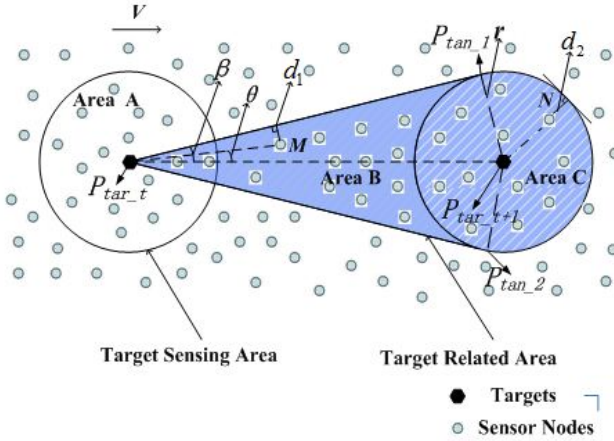 V
P_tan_1
r
d_2
β
θ
d_1
Area A
N
M
Area B
Area C
P_tar_t
P_tar_t+1
P_tan_2
Target Sensing Area
Target Related Area
Targets
Sensor Nodes